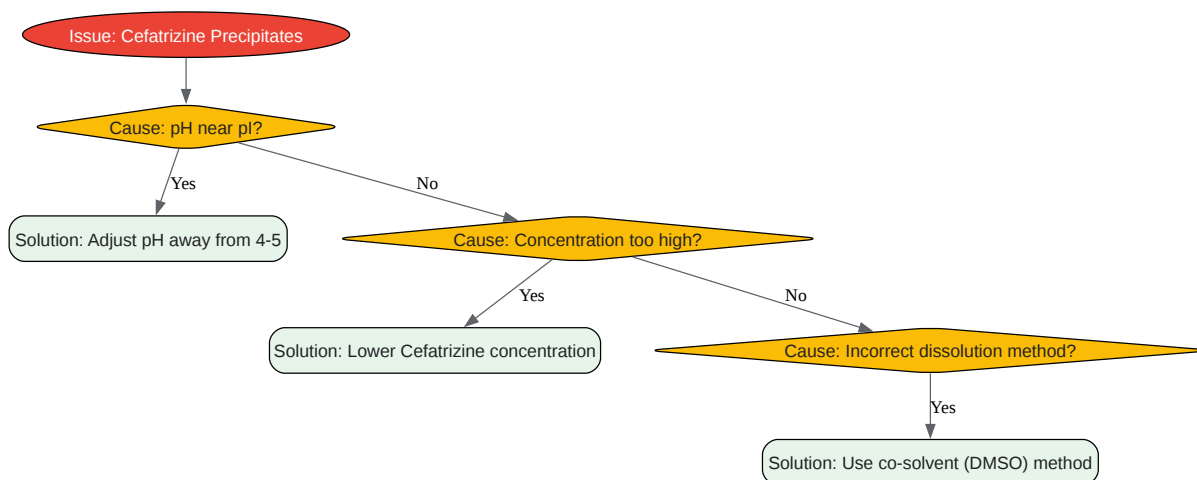 Issue: Cefatrizine Precipitates
Cause: pH near pI?
Yes
No
Solution: Adjust pH away from 4-5
Cause: Concentration too high?
Yes
No
Solution: Lower Cefatrizine concentration
Cause: Incorrect dissolution method?
Yes
Solution: Use co-solvent (DMSO) method